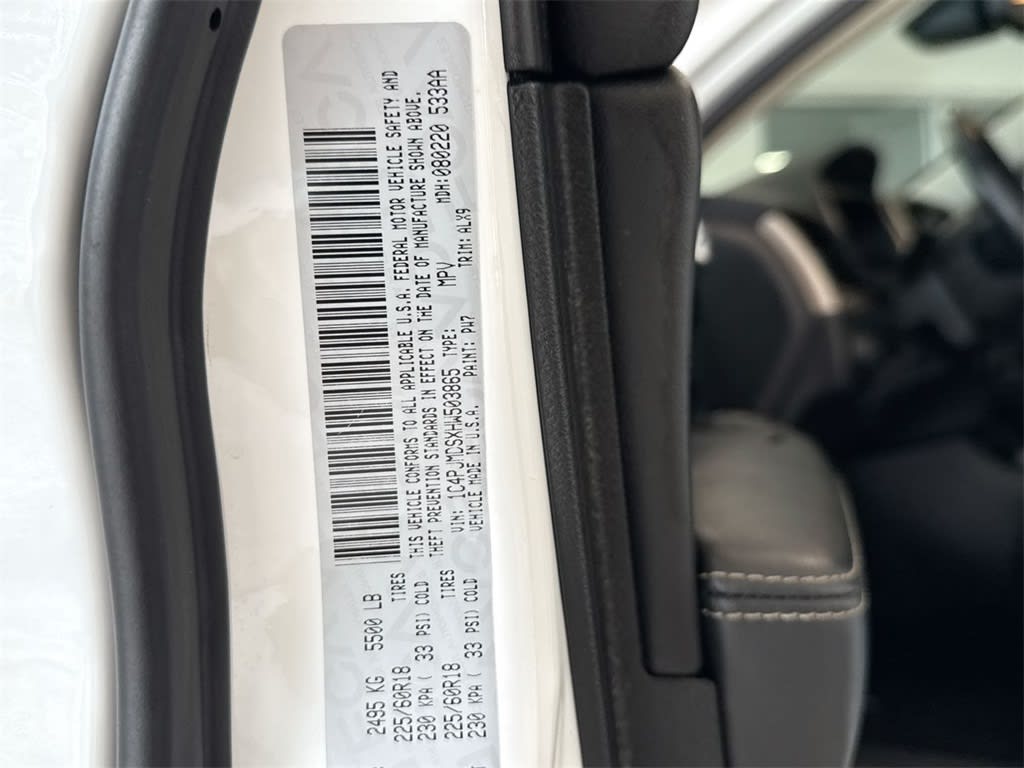 2495 KG 5500 LB
225/60R18 TIRES
230 KPA ( 33 PSI) COLD
225/60R18 TIRES
230 KPA ( 33 PSI) COLD
THIS VEHICLE CONFORMS TO ALL APPLICABLE U.S.A. FEDERAL MOTOR VEHICLE SAFETY AND
THEFT PREVENTION STANDARDS IN EFFECT ON THE DATE OF MANUFACTURE SHOWN ABOVE.
VIN: 1C4PJMDSXHW503865 TYPE: MPV MDH:080220 533AA
VEHICLE MADE IN U.S.A. PAINT: PW7 TRIM: ALX9